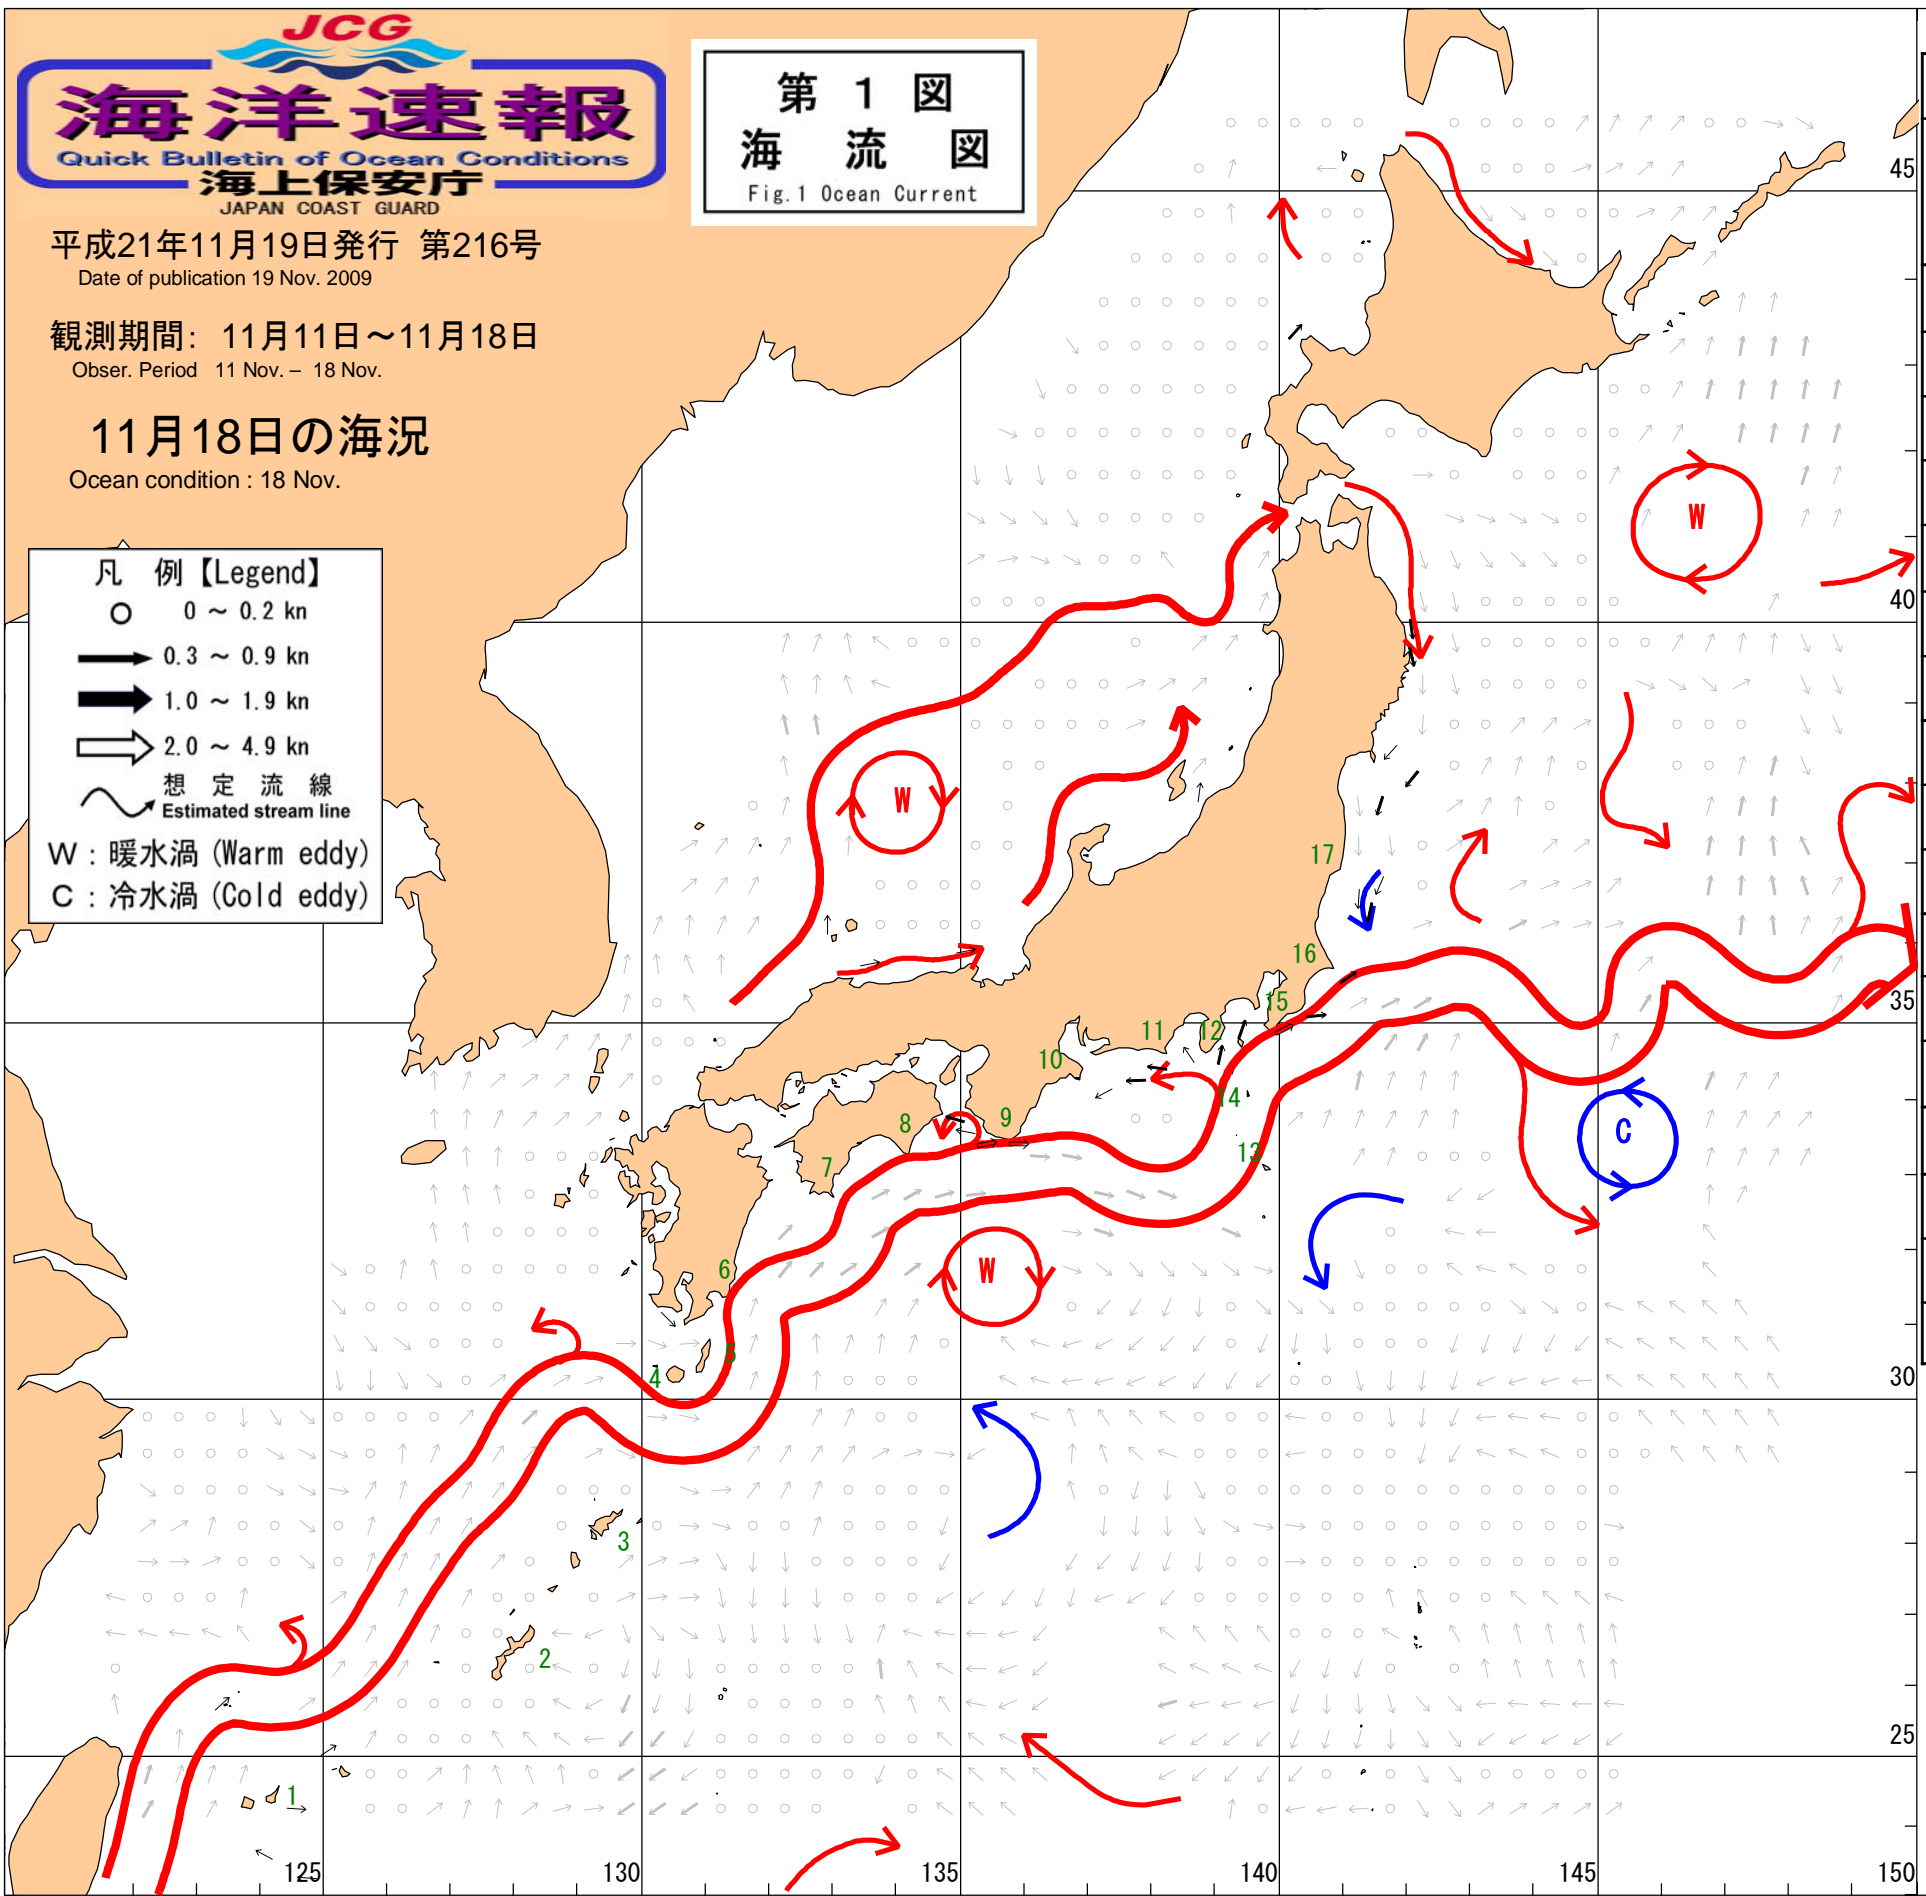 JCG
海洋速報
Quick Bulletin of Ocean Conditions
海上保安庁
JAPAN COAST GUARD
第 1 図
海 流 図
Fig.1 Ocean Current
平成21年11月19日発行 第216号
Date of publication 19 Nov. 2009
観測期間: 11月11日～11月18日
Obser. Period 11 Nov. – 18 Nov.
11月18日の海況
Ocean condition : 18 Nov.
凡 例【Legend】
0 ～ 0.2 kn
0.3 ～ 0.9 kn
1.0 ～ 1.9 kn
2.0 ～ 4.9 kn
想 定 流 線
Estimated stream line
W : 暖水渦 (Warm eddy)
C : 冷水渦 (Cold eddy)
45
W
40
W
17
16
15
35
12
11
10
14
9
8
C
13
7
W
6
5
4
30
3
2
25
1
125
130
135
140
145
150